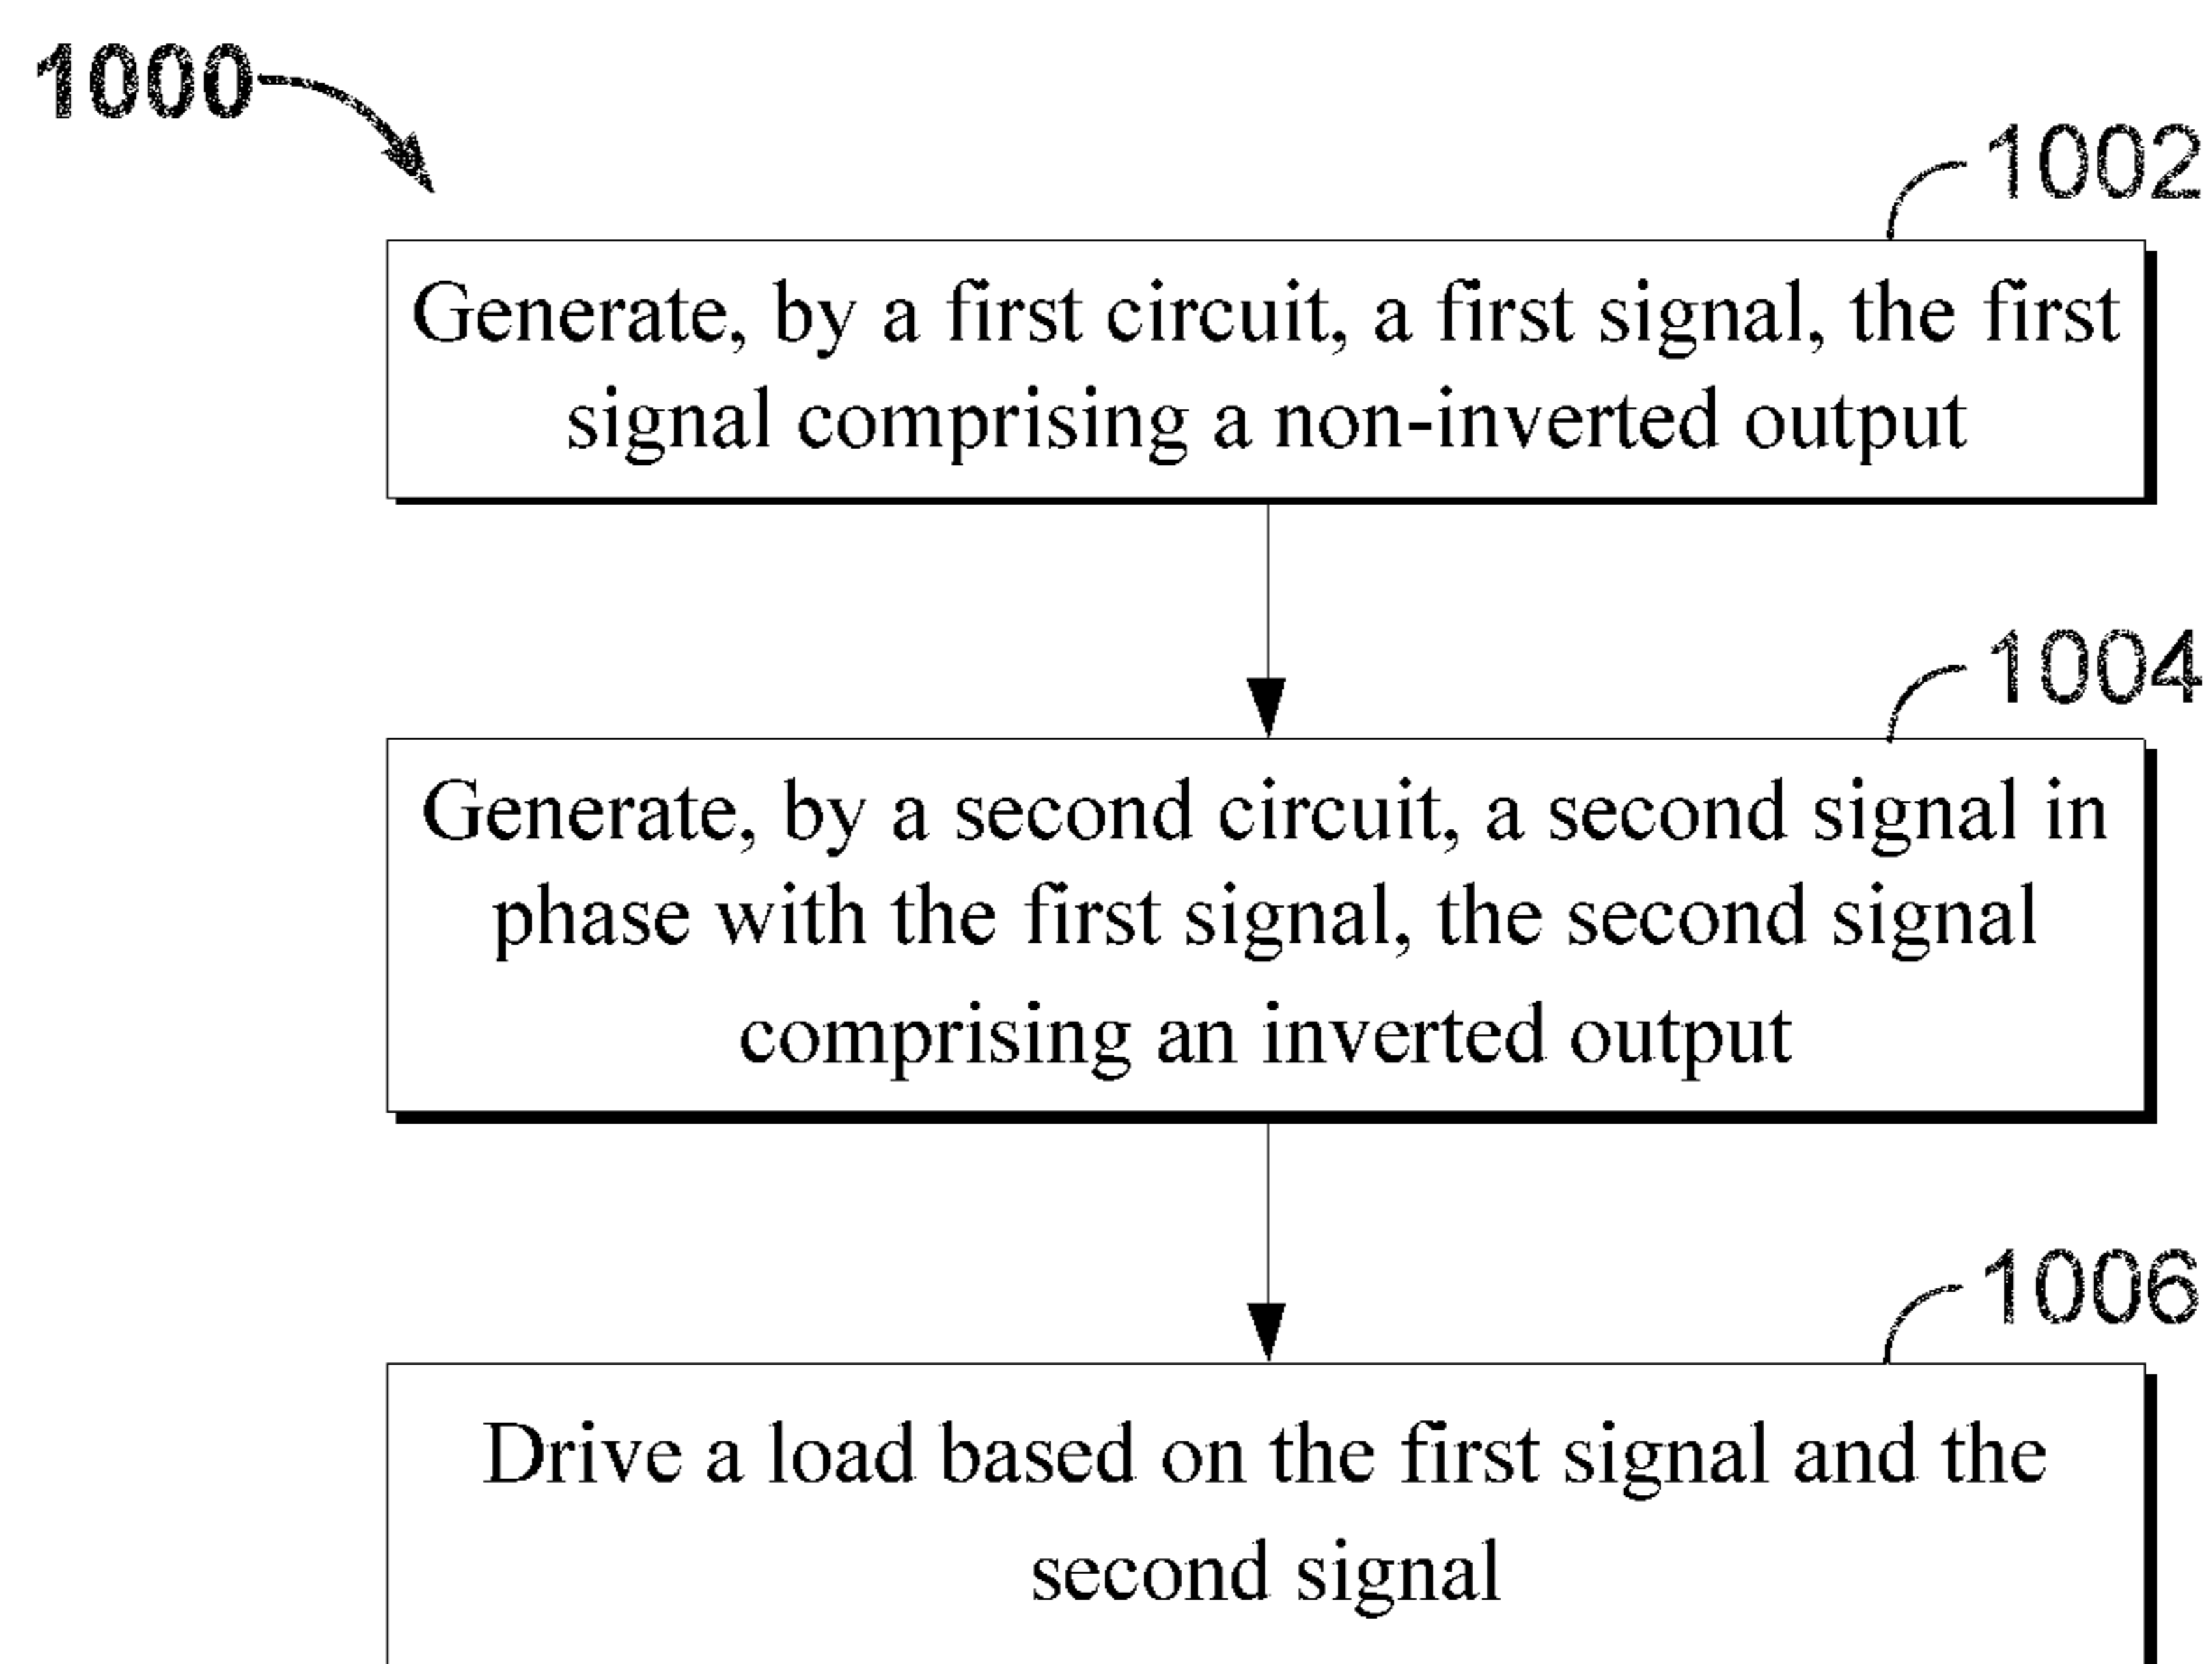 1000
1002
Generate, by a first circuit, a first signal, the first
signal comprising a non-inverted output
1004
Generate, by a second circuit, a second signal in
phase with the first signal, the second signal
comprising an inverted output
1006
Drive a load based on the first signal and the
second signal